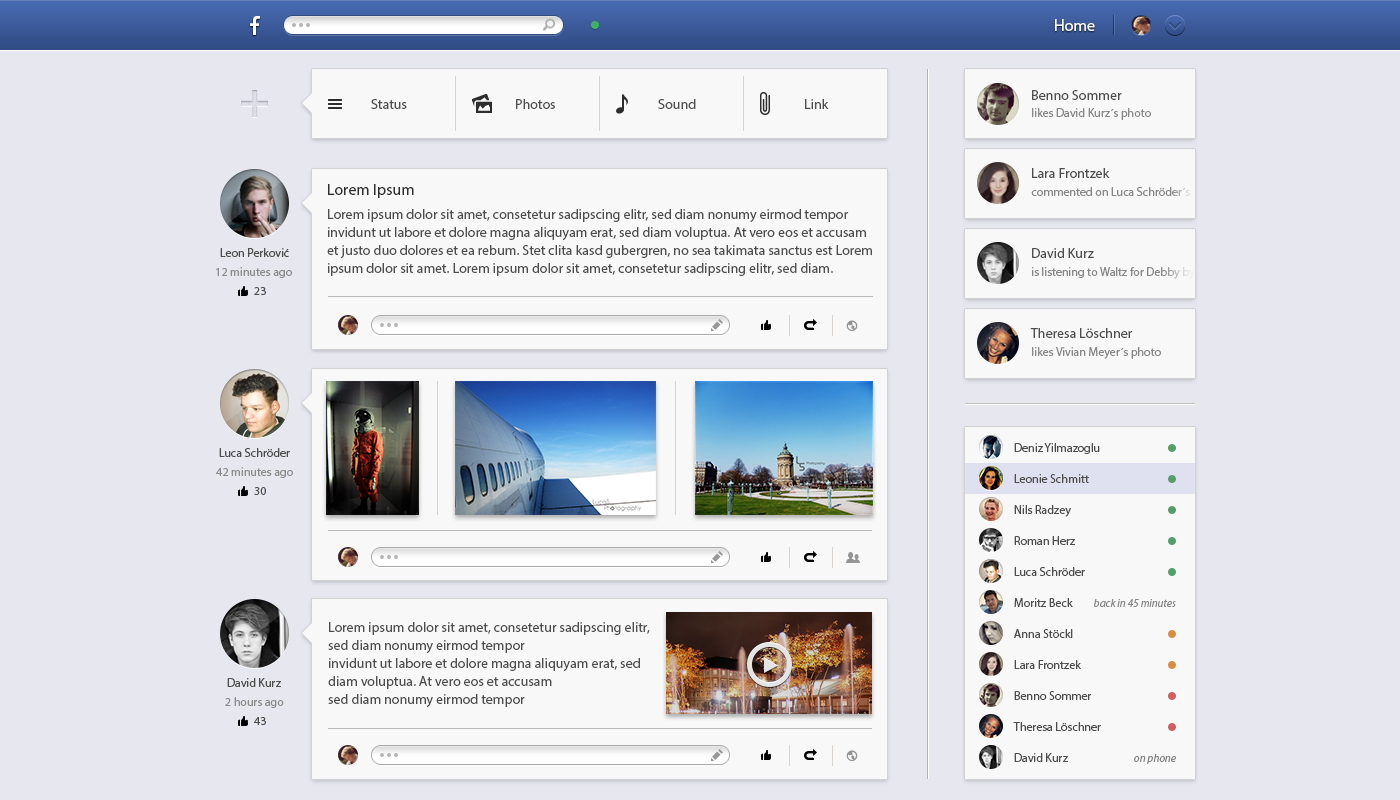 f
Home
Status
Photos
Sound
Link
Leon Perković
12 minutes ago
23
Lorem Ipsum
Lorem ipsum dolor sit amet, consetetur sadipscing elitr, sed diam nonumy eirmod tempor
invidunt ut labore et dolore magna aliquyam erat, sed diam voluptua. At vero eos et accusam
et justo duo dolores et ea rebum. Stet clita kasd gubergren, no sea takimata sanctus est Lorem
ipsum dolor sit amet. Lorem ipsum dolor sit amet, consetetur sadipscing elitr, sed diam.
Luca Schröder
42 minutes ago
30
Photography
David Kurz
2 hours ago
43
Lorem ipsum dolor sit amet, consetetur sadipscing elitr,
sed diam nonumy eirmod tempor
invidunt ut labore et dolore magna aliquyam erat, sed
diam voluptua. At vero eos et accusam
sed diam nonumy eirmod tempor
Benno Sommer
likes David Kurz´s photo
Lara Frontzek
commented on Luca Schröder´s
David Kurz
is listening to Waltz for Debby by
Theresa Löschner
likes Vivian Meyer´s photo
Deniz Yilmazoglu
Leonie Schmitt
Nils Radzey
Roman Herz
Luca Schröder
Moritz Beck back in 45 minutes
Anna Stöckl
Lara Frontzek
Benno Sommer
Theresa Löschner
David Kurz on phone